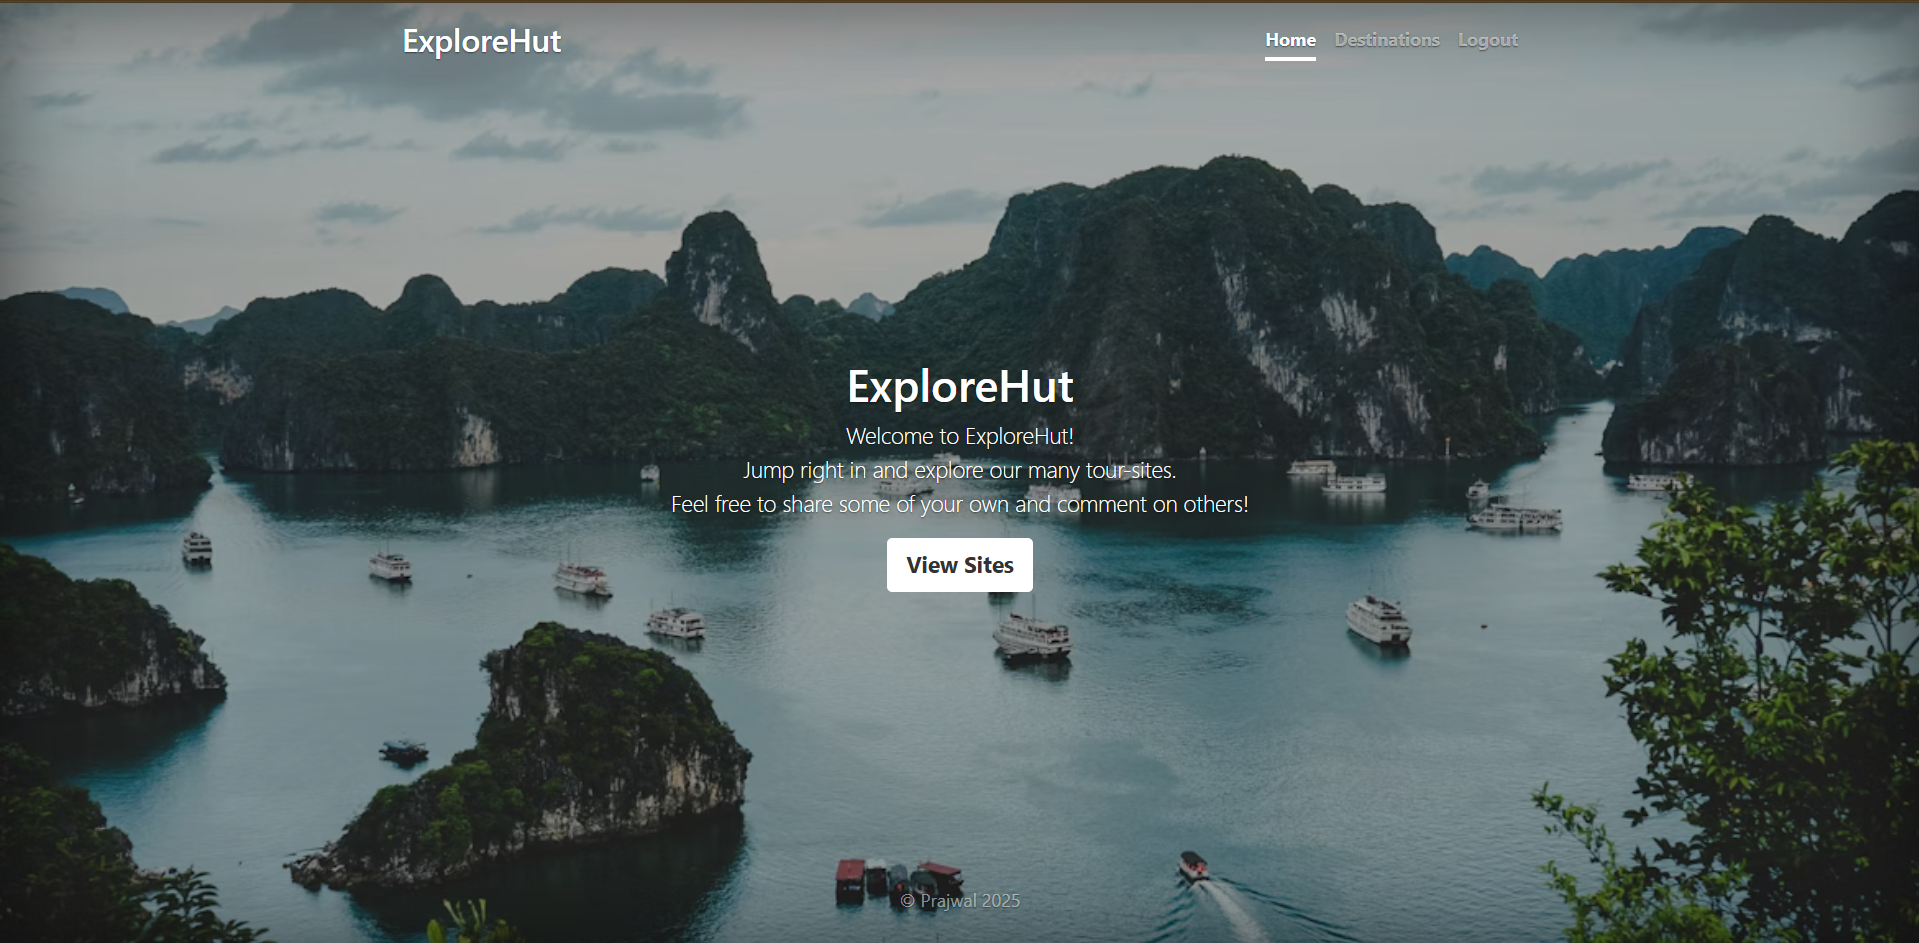 ExploreHut
Home Destinations Logout
ExploreHut
Welcome to ExploreHut!
Jump right in and explore our many tour-sites.
Feel free to share some of your own and comment on others!
View Sites
© Prajwal 2025